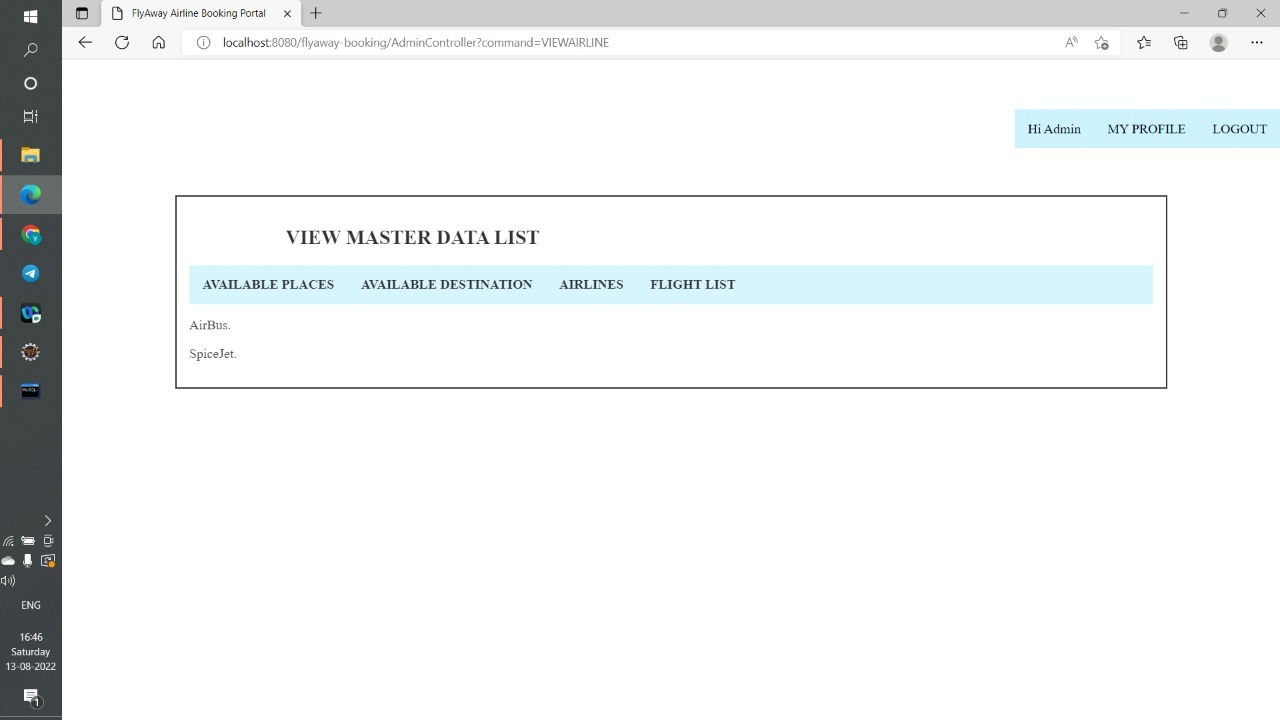 FlyAway Airline Booking Portal
localhost:8080/flyaway-booking/AdminController?command=VIEWAIRLINE
Hi Admin MY PROFILE LOGOUT
VIEW MASTER DATA LIST
AVAILABLE PLACES AVAILABLE DESTINATION AIRLINES FLIGHT LIST
AirBus.
SpiceJet.
ENG
16:46
Saturday
13-08-2022
1